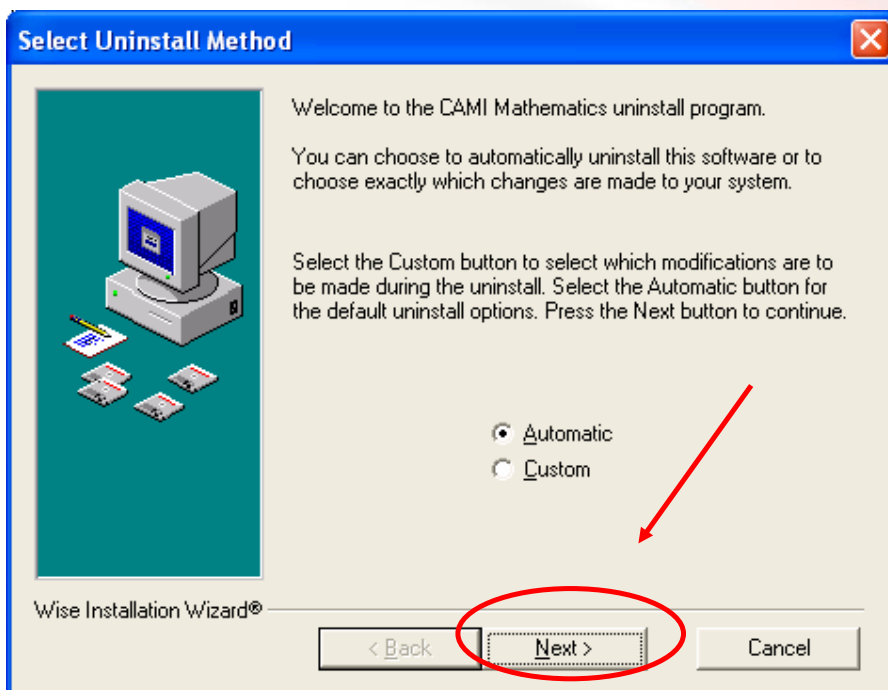 Select Uninstall Method
Welcome to the CAMI Mathematics uninstall program.
You can choose to automatically uninstall this software or to
choose exactly which changes are made to your system.
Select the Custom button to select which modifications are to
be made during the uninstall. Select the Automatic button for
the default uninstall options. Press the Next button to continue.
Automatic
Custom
Wise Installation Wizard®
< Back
Next >
Cancel